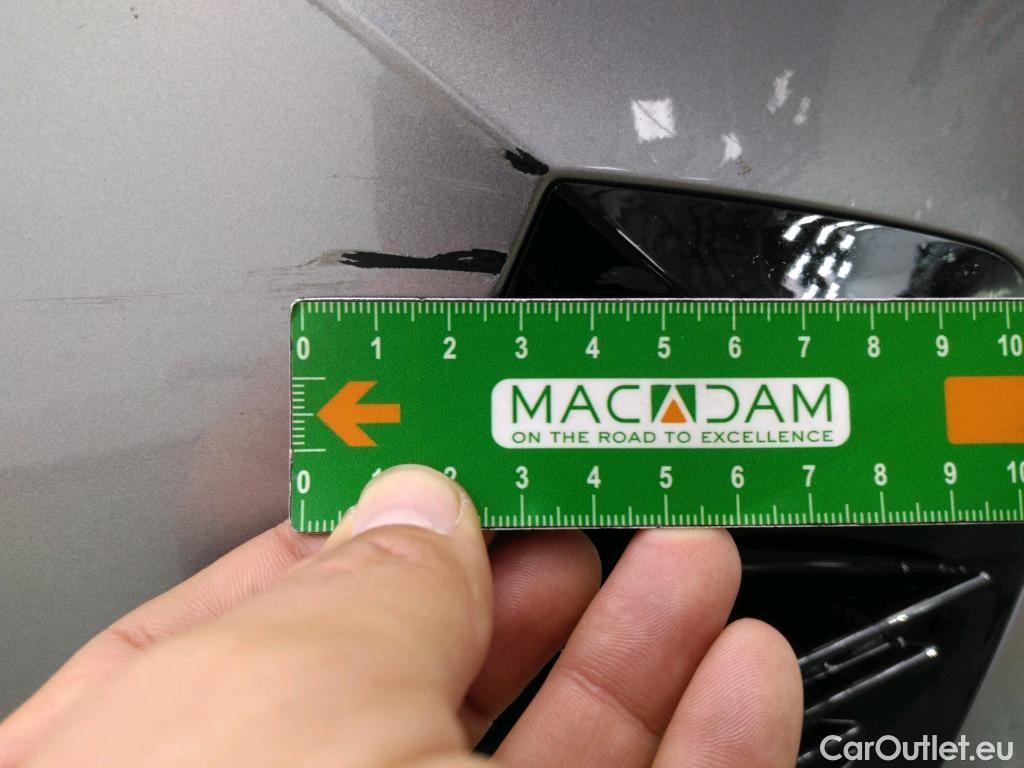 0 1 2 3 4 5 6 7 8 9 10
MACADAM
ON THE ROAD TO EXCELLENCE
0 1 2 3 4 5 6 7 8 9 10
CarOutlet.eu